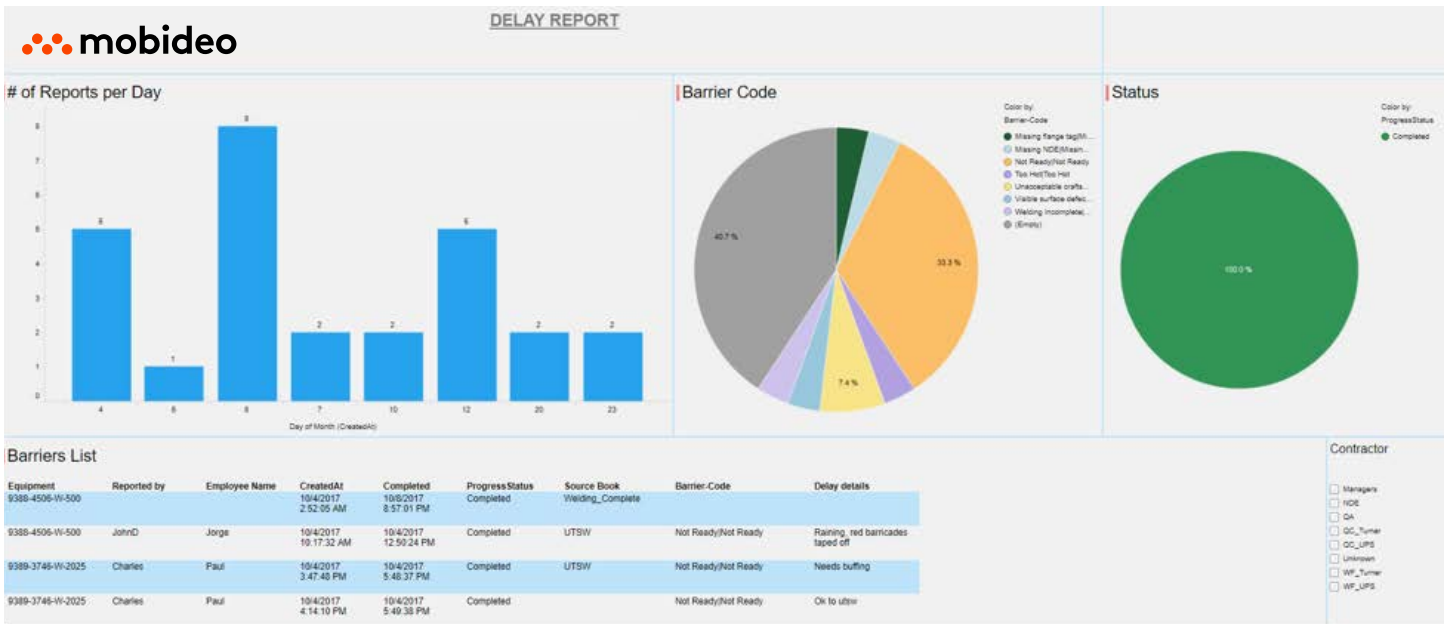 DELAY REPORT
mobideo
# of Reports per Day
8
7
6
5
4
3
2
1
0
5
1
8
2
2
2
2
4
7
10
12
20
23
Day of Month (CreatedAt)
Barrier Code
40.7 %
33.3 %
7.4 %
Color by:
Barrier-Code
Missing flange tag|Mi...
Missing NDE|Missin...
Not Ready|Not Ready
Too Hot|Too Hot
Unacceptable crafts...
Visible surface defec...
Welding Incomplete|...
(Empty)
Status
100.0 %
Color by:
ProgressStatus
Completed
Barriers List
Equipment Reported by Employee Name CreatedAt Completed ProgressStatus Source Book Barrier-Code Delay details
9388-4506-W-500 10/4/2017 10/8/2017 Completed Welding_Complete
2:52:05 AM 8:57:01 PM
9388-4506-W-500 JohnD Jorge 10/4/2017 10/4/2017 Completed UTSW Not Ready|Not Ready Raining, red barricades
10:17:32 AM 12:50:24 PM taped off
9389-3746-W-2025 Charles Paul 10/4/2017 10/4/2017 Completed UTSW Not Ready|Not Ready Needs buffing
3:47:48 PM 5:48:37 PM
9389-3746-W-2025 Charles Paul 10/4/2017 10/4/2017 Completed Not Ready|Not Ready Ok to utsw
4:14:10 PM 5:49:38 PM
Contractor
Managers
NDE
QA
QC_Turner
QC_UPS
Unknown
WF_Turner
WF_UPS